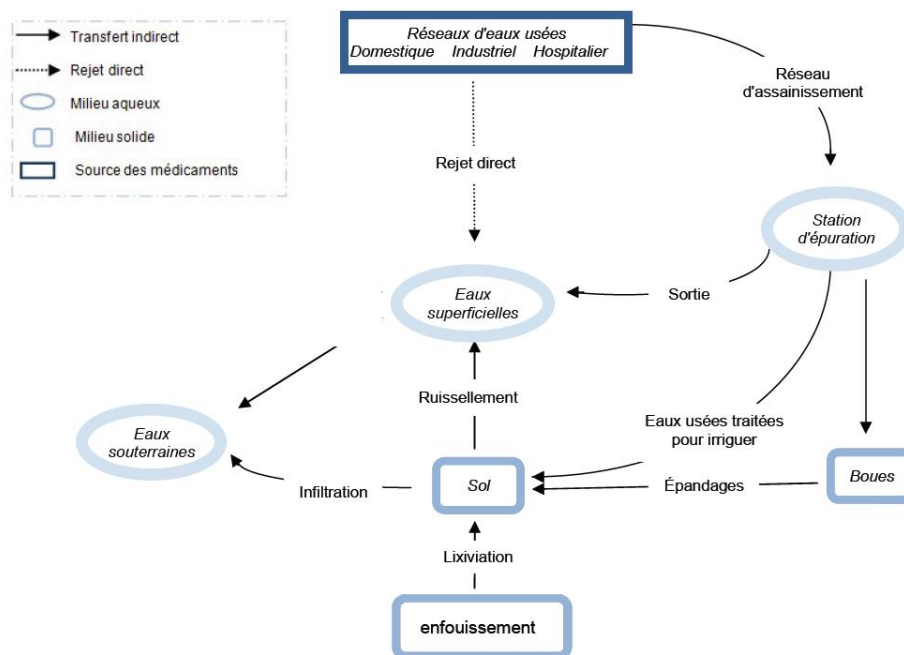 Transfert indirect
Rejet direct
Milieu aqueux
Milieu solide
Source des médicaments
Réseaux d'eaux usées
Domestique Industriel Hospitalier
Réseau
d'assainissement
Rejet direct
Station
d'épuration
Eaux
superficielles
Sortie
Ruissellement
Eaux usées traitées
pour irriguer
Eaux
souterraines
Infiltration
Sol
Épandages
Boues
Lixiviation
enfouissement